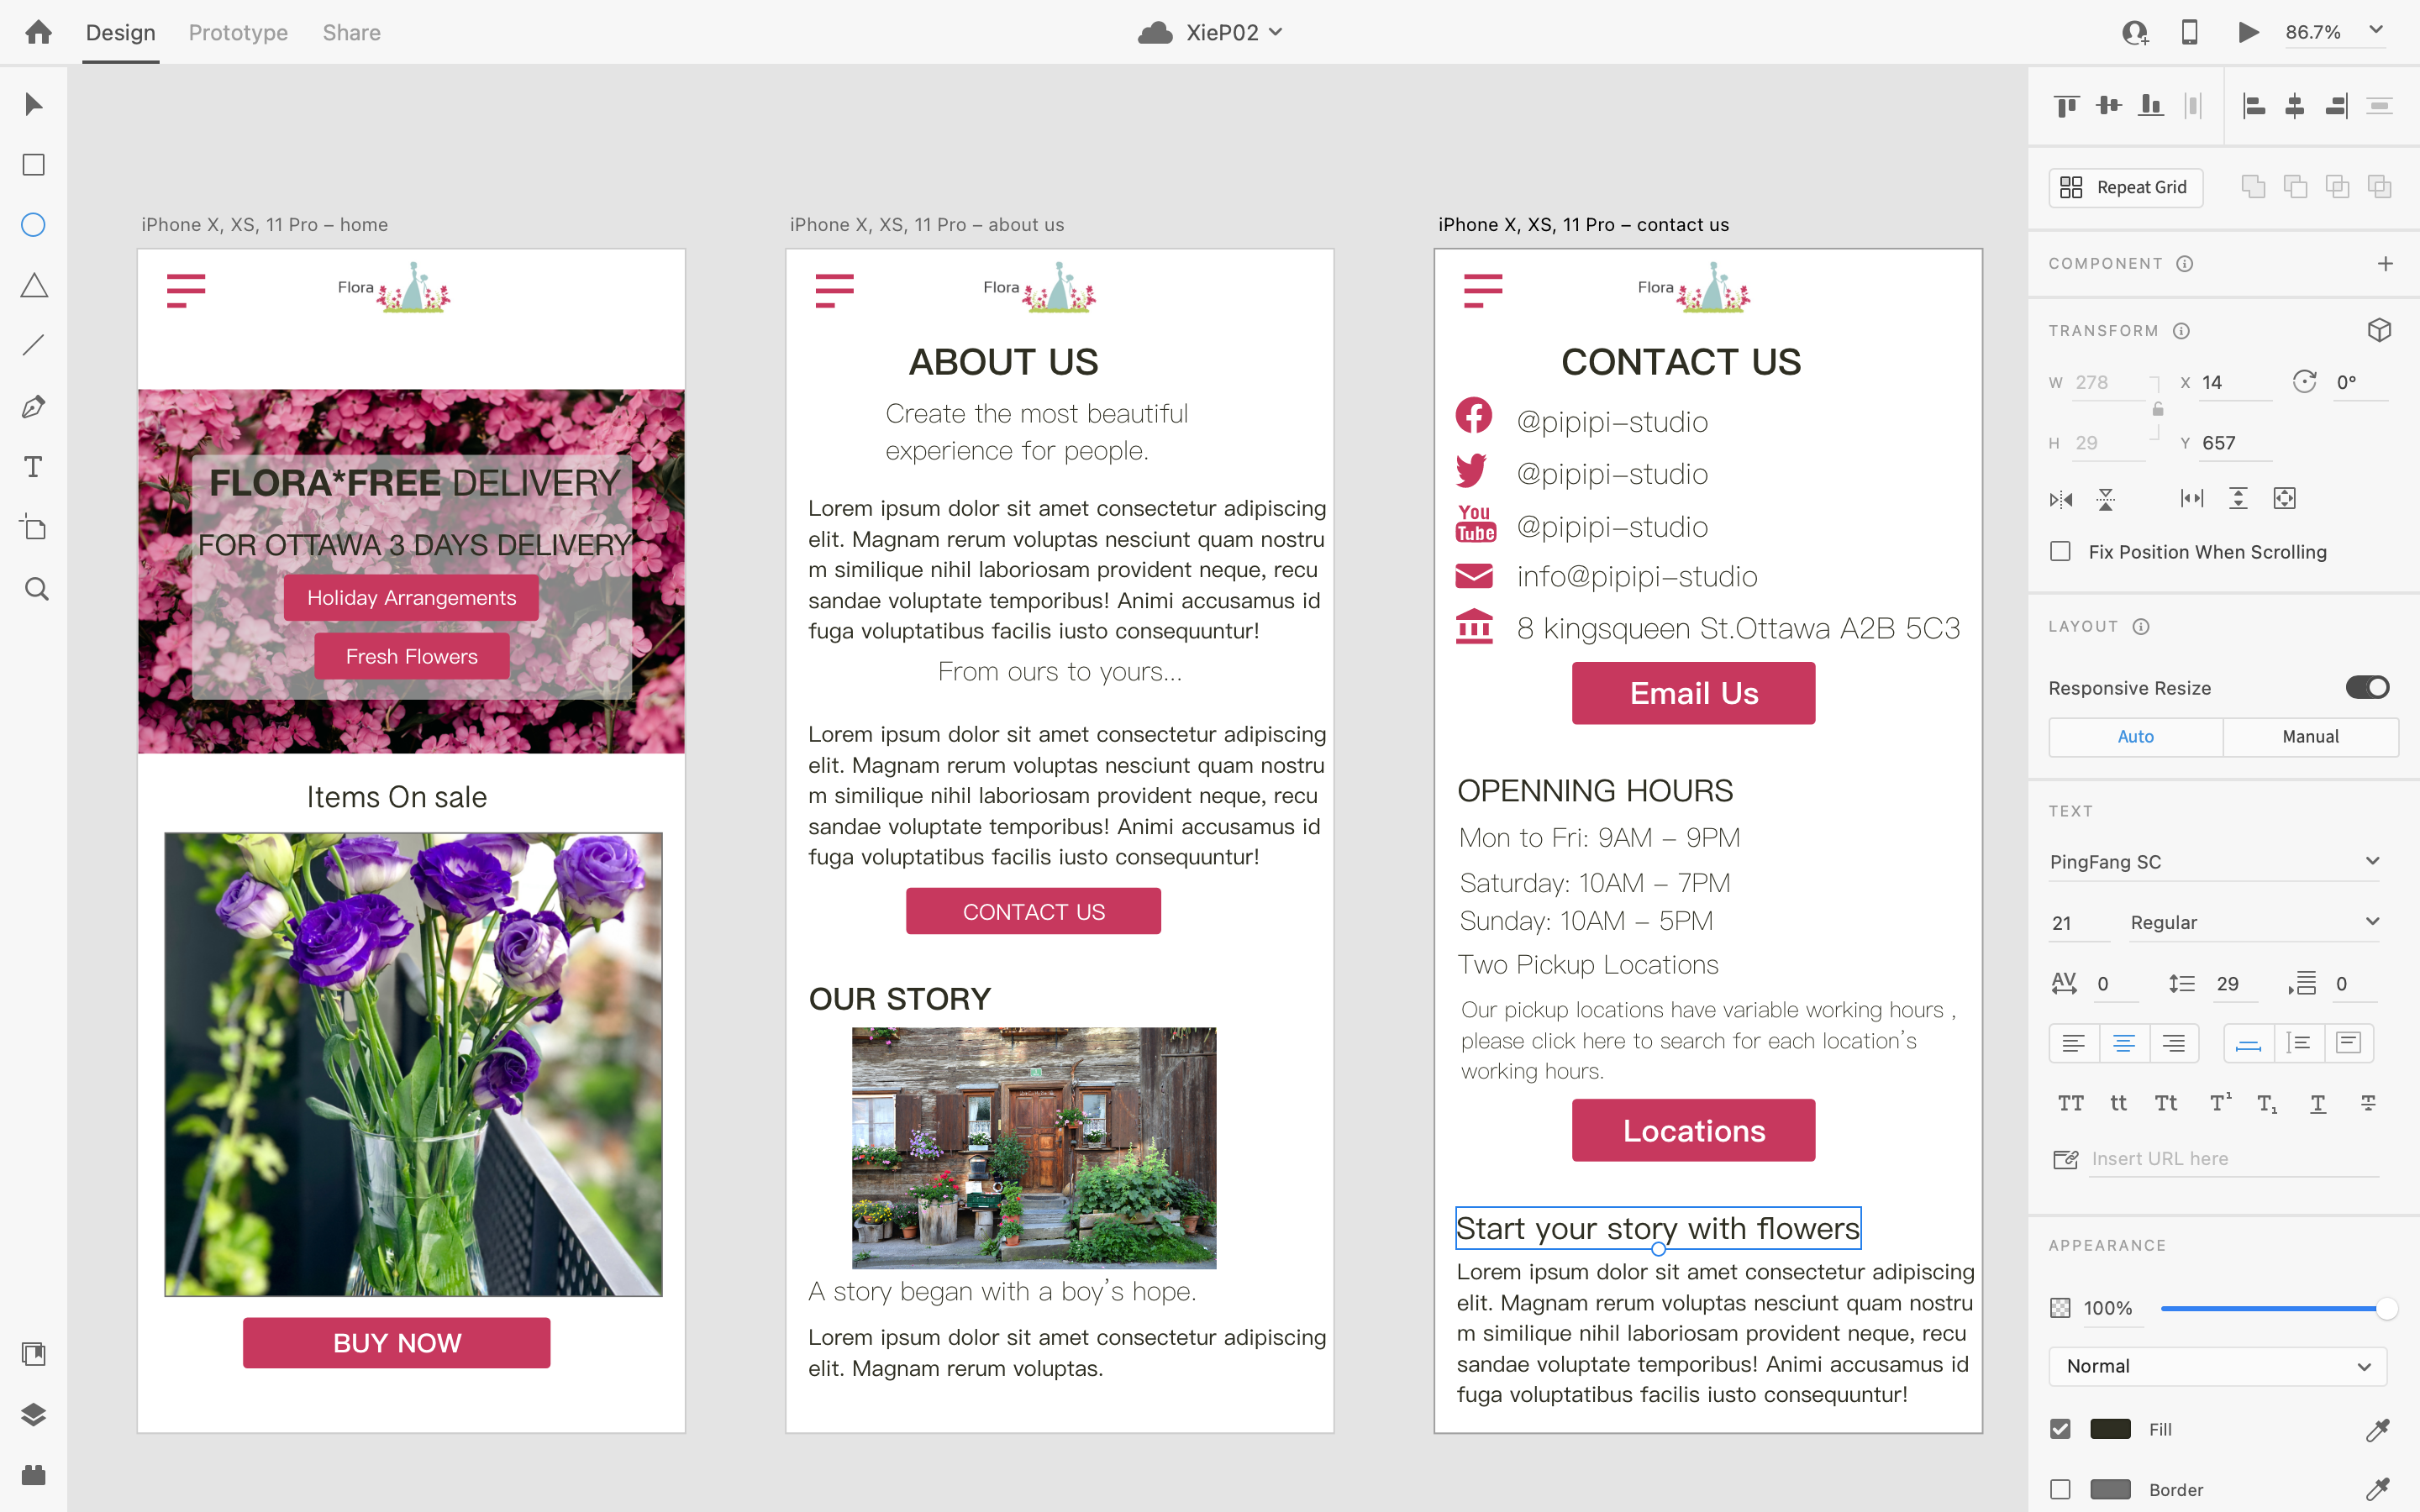 Design
Prototype
Share
XieP02
86.7%
iPhone X, XS, 11 Pro – home
Flora
FLORA*FREE DELIVERY
FOR OTTAWA 3 DAYS DELIVERY
Holiday Arrangements
Fresh Flowers
Items On sale
BUY NOW
iPhone X, XS, 11 Pro – about us
Flora
ABOUT US
Create the most beautiful
experience for people.
Lorem ipsum dolor sit amet consectetur adipiscing
elit. Magnam rerum voluptas nesciunt quam nostru
m similique nihil laboriosam provident neque, recu
sandae voluptate temporibus! Animi accusamus id
fuga voluptatibus facilis iusto consequuntur!
From ours to yours...
Lorem ipsum dolor sit amet consectetur adipiscing
elit. Magnam rerum voluptas nesciunt quam nostru
m similique nihil laboriosam provident neque, recu
sandae voluptate temporibus! Animi accusamus id
fuga voluptatibus facilis iusto consequuntur!
CONTACT US
OUR STORY
A story began with a boy's hope.
Lorem ipsum dolor sit amet consectetur adipiscing
elit. Magnam rerum voluptas.
iPhone X, XS, 11 Pro – contact us
Flora
CONTACT US
@pipipi-studio
@pipipi-studio
You
Tube
@pipipi-studio
info@pipipi-studio
8 kingsqueen St.Ottawa A2B 5C3
Email Us
OPENNING HOURS
Mon to Fri: 9AM – 9PM
Saturday: 10AM – 7PM
Sunday: 10AM – 5PM
Two Pickup Locations
Our pickup locations have variable working hours ,
please click here to search for each location's
working hours.
Locations
Start your story with flowers
Lorem ipsum dolor sit amet consectetur adipiscing
elit. Magnam rerum voluptas nesciunt quam nostru
m similique nihil laboriosam provident neque, recu
sandae voluptate temporibus! Animi accusamus id
fuga voluptatibus facilis iusto consequuntur!
Repeat Grid
COMPONENT
TRANSFORM
W 278 X 14 0°
H 29 Y 657
Fix Position When Scrolling
LAYOUT
Responsive Resize
Auto
Manual
TEXT
PingFang SC
21 Regular
AV 0 29 0
TT tt Tt T¹ T₁ T T
Insert URL here
APPEARANCE
100%
Normal
Fill
Border